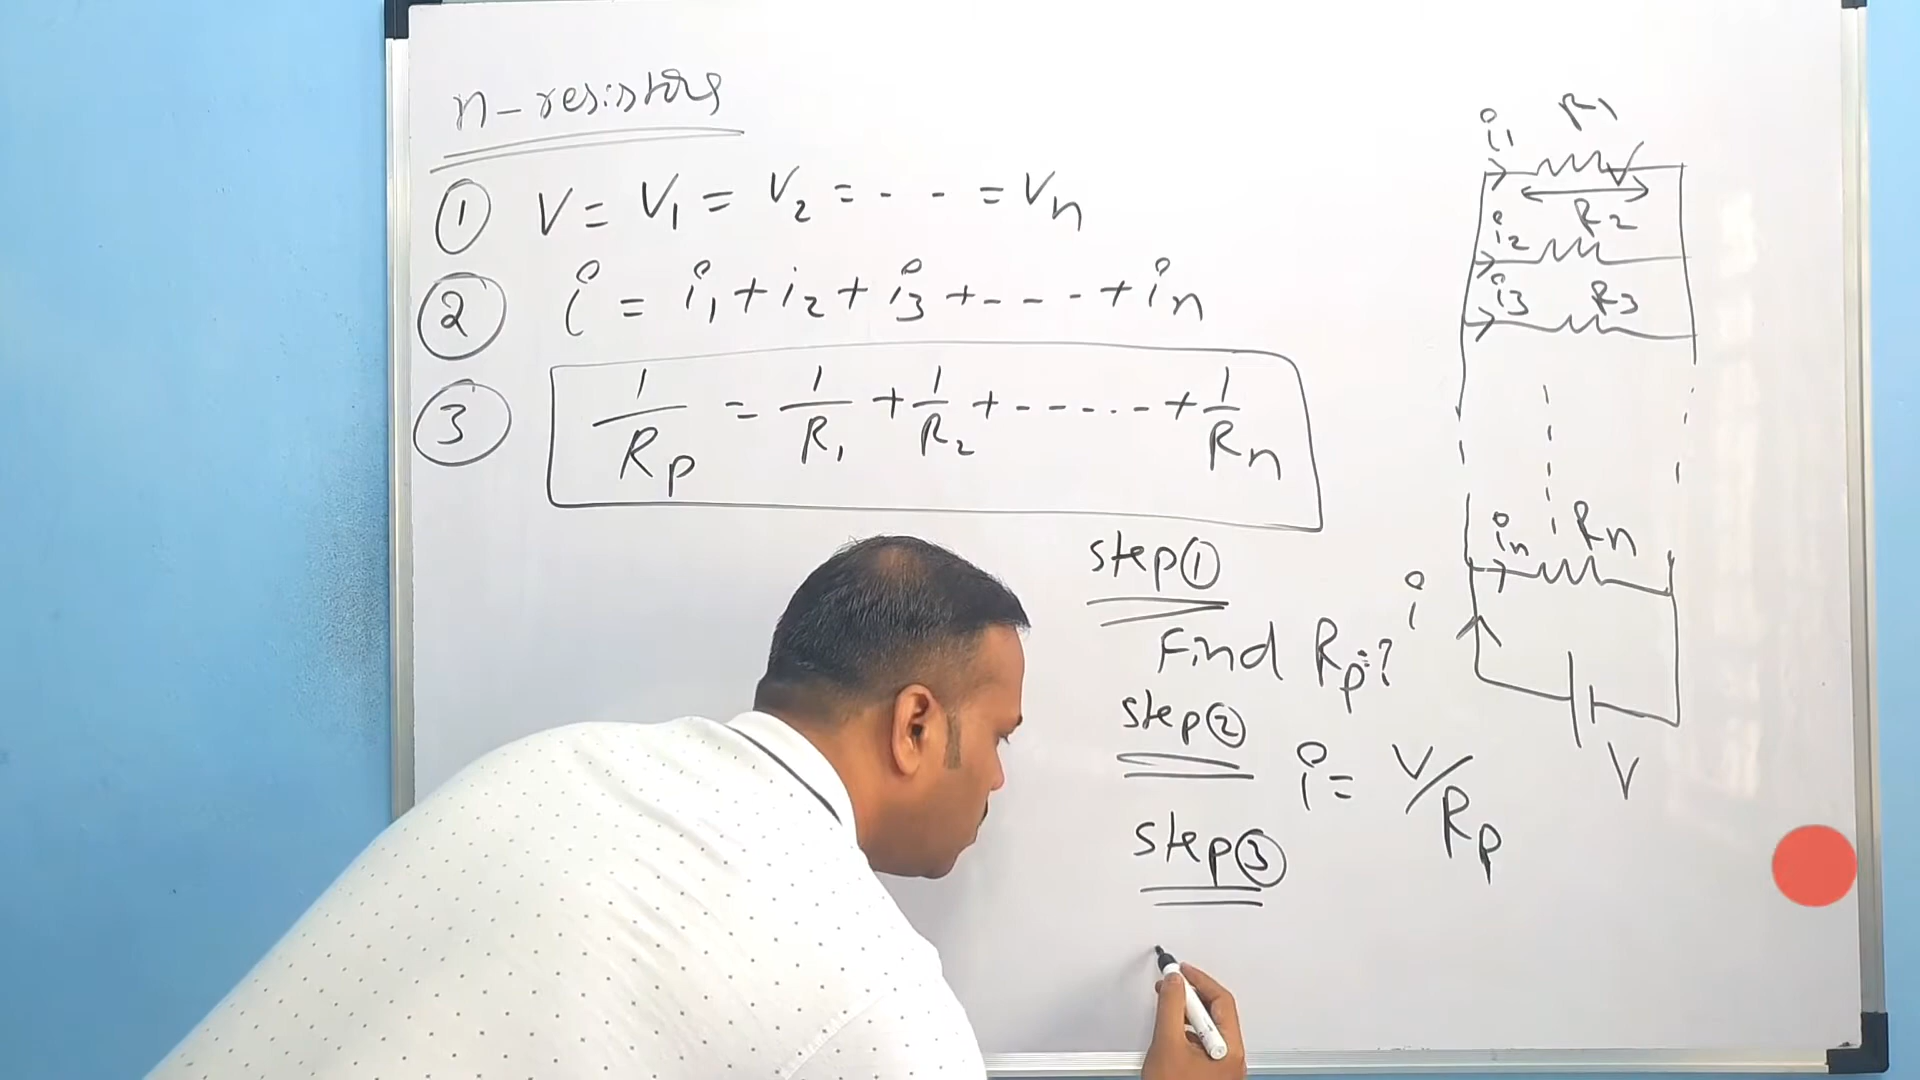 n-resistors
① V = V₁ = V₂ = - - = Vₙ
② i = i₁ + i₂ + i₃ + - - - + iₙ
③ 1/Rₚ = 1/R₁ + 1/R₂ + - - - - - + 1/Rₙ
step①
Find Rₚ = ?
step②
i = V/Rₚ
step③
i₁ R₁
V
i₂ R₂
i₃ R₃
iₙ Rₙ
i
V